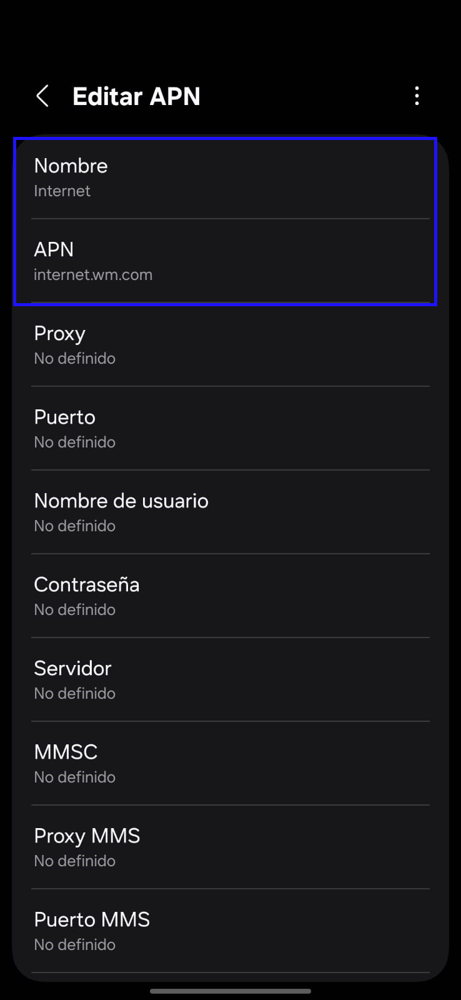 Editar APN
Nombre
Internet
APN
internet.wm.com
Proxy
No definido
Puerto
No definido
Nombre de usuario
No definido
Contraseña
No definido
Servidor
No definido
MMSC
No definido
Proxy MMS
No definido
Puerto MMS
No definido